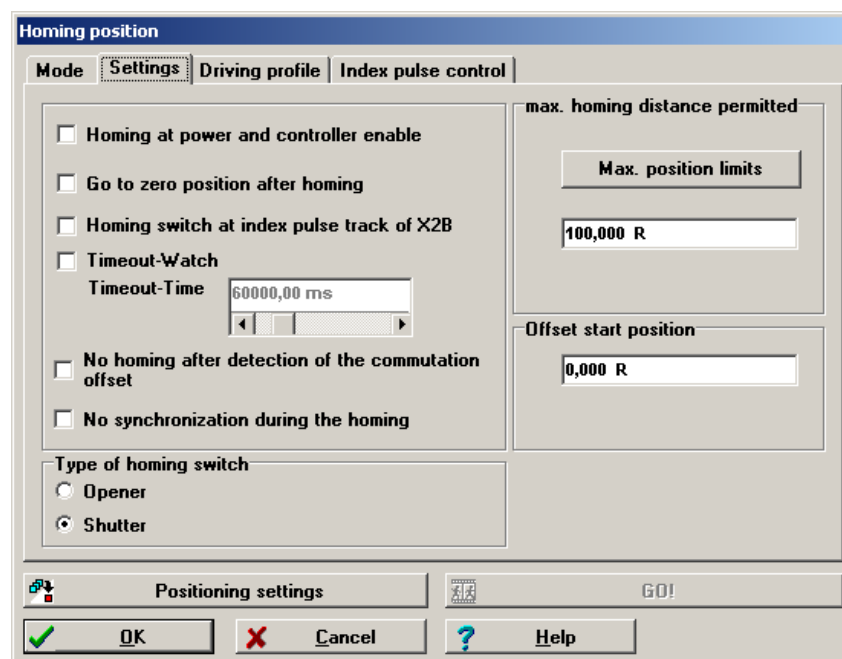 Homing position
Mode Settings Driving profile Index pulse control
Homing at power and controller enable
Go to zero position after homing
Homing switch at index pulse track of X2B
Timeout-Watch
Timeout-Time 60000,00 ms
No homing after detection of the commutation
offset
No synchronization during the homing
Type of homing switch
Opener
Shutter
max. homing distance permitted
Max. position limits
100,000 R
Offset start position
0,000 R
Positioning settings GO!
OK Cancel Help